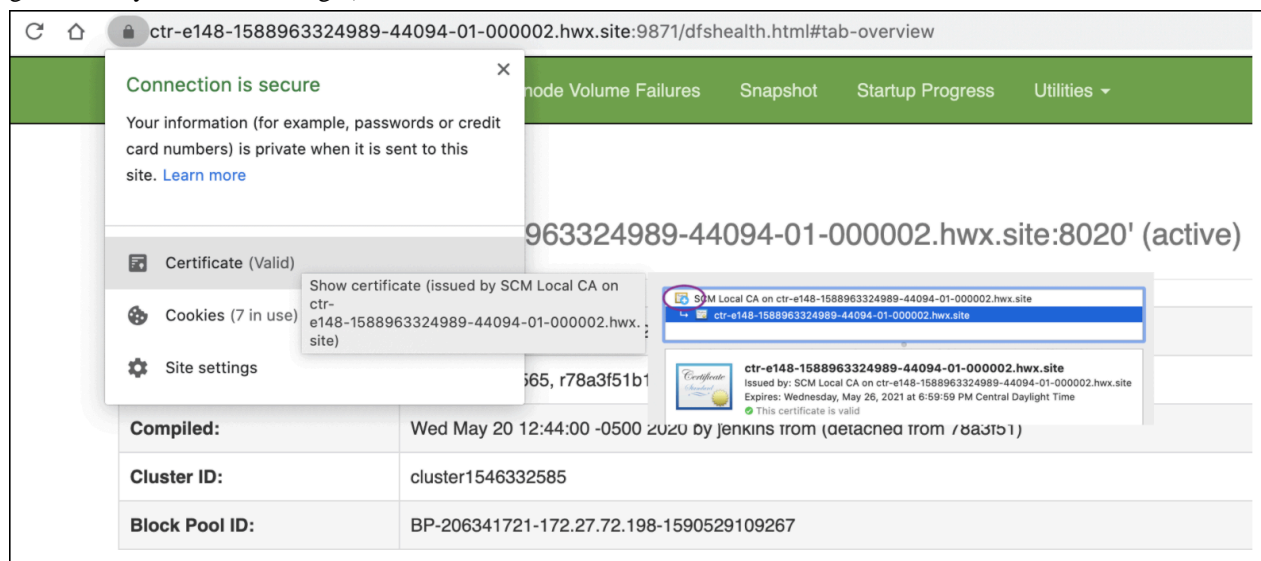 ctr-e148-1588963324989-44094-01-000002.hwx.site:9871/dfshealth.html#tab-overview
Connection is secure
Your information (for example, passwords or credit
card numbers) is private when it is sent to this
site. Learn more
node Volume Failures Snapshot Startup Progress Utilities
963324989-44094-01-000002.hwx.site:8020' (active)
Certificate (Valid)
Show certificate (issued by SCM Local CA on
ctr-
e148-1588963324989-44094-01-000002.hwx.
site)
Cookies (7 in use)
Site settings
SCM Local CA on ctr-e148-1588963324989-44094-01-000002.hwx.site
ctr-e148-1588963324989-44094-01-000002.hwx.site
Certificate
Standard
ctr-e148-1588963324989-44094-01-000002.hwx.site
Issued by: SCM Local CA on ctr-e148-1588963324989-44094-01-000002.hwx.site
Expires: Wednesday, May 26, 2021 at 6:59:59 PM Central Daylight Time
This certificate is valid
565, r78a3f51b1
Compiled: Wed May 20 12:44:00 -0500 2020 by jenkins from (detached from 78a3f51)
Cluster ID: cluster1546332585
Block Pool ID: BP-206341721-172.27.72.198-1590529109267